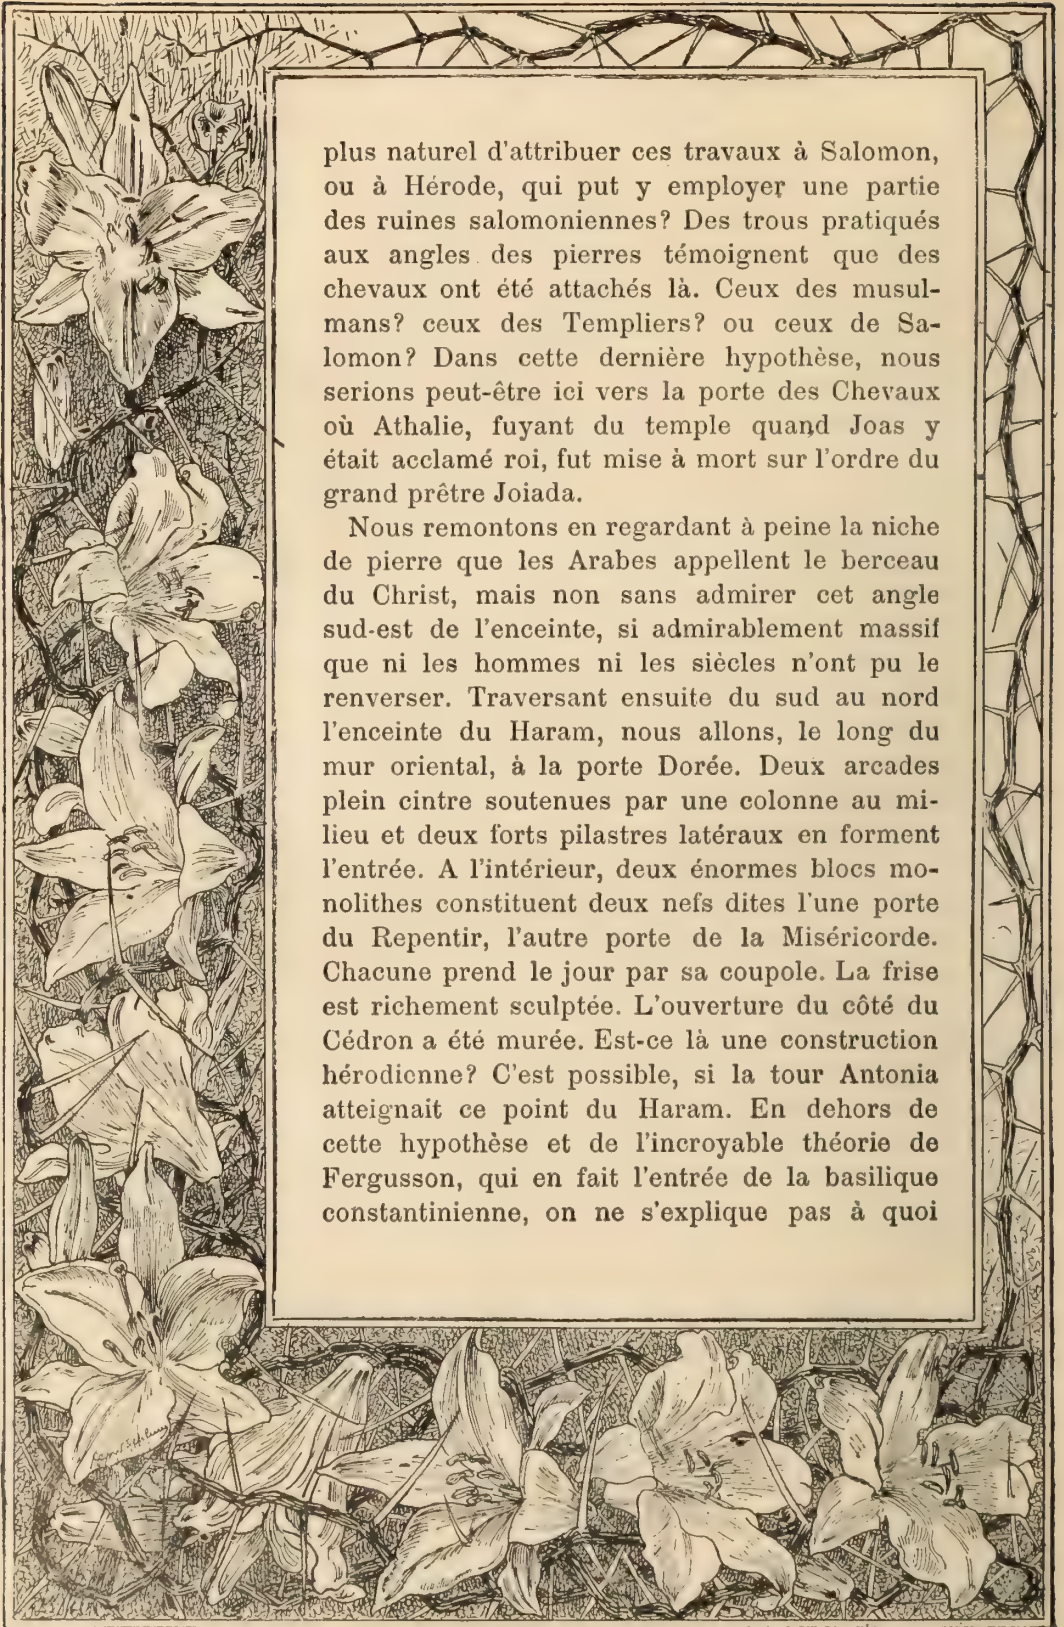 plus naturel d'attribuer ces travaux à Salomon,
ou à Hérode, qui put y employer une partie
des ruines salomoniennes? Des trous pratiqués
aux angles des pierres témoignent que des
chevaux ont été attachés là. Ceux des musul-
mans? ceux des Templiers? ou ceux de Sa-
lomon? Dans cette dernière hypothèse, nous
serions peut-être ici vers la porte des Chevaux
où Athalie, fuyant du temple quand Joas y
était acclamé roi, fut mise à mort sur l'ordre du
grand prêtre Joiada.
Nous remontons en regardant à peine la niche
de pierre que les Arabes appellent le berceau
du Christ, mais non sans admirer cet angle
sud-est de l'enceinte, si admirablement massif
que ni les hommes ni les siècles n'ont pu le
renverser. Traversant ensuite du sud au nord
l'enceinte du Haram, nous allons, le long du
mur oriental, à la porte Dorée. Deux arcades
plein cintre soutenues par une colonne au mi-
lieu et deux forts pilastres latéraux en forment
l'entrée. A l'intérieur, deux énormes blocs mo-
nolithes constituent deux nefs dites l'une porte
du Repentir, l'autre porte de la Miséricorde.
Chacune prend le jour par sa coupole. La frise
est richement sculptée. L'ouverture du côté du
Cédron a été murée. Est-ce là une construction
hérodienne? C'est possible, si la tour Antonia
atteignait ce point du Haram. En dehors de
cette hypothèse et de l'incroyable théorie de
Fergusson, qui en fait l'entrée de la basilique
constantinienne, on ne s'explique pas à quoi